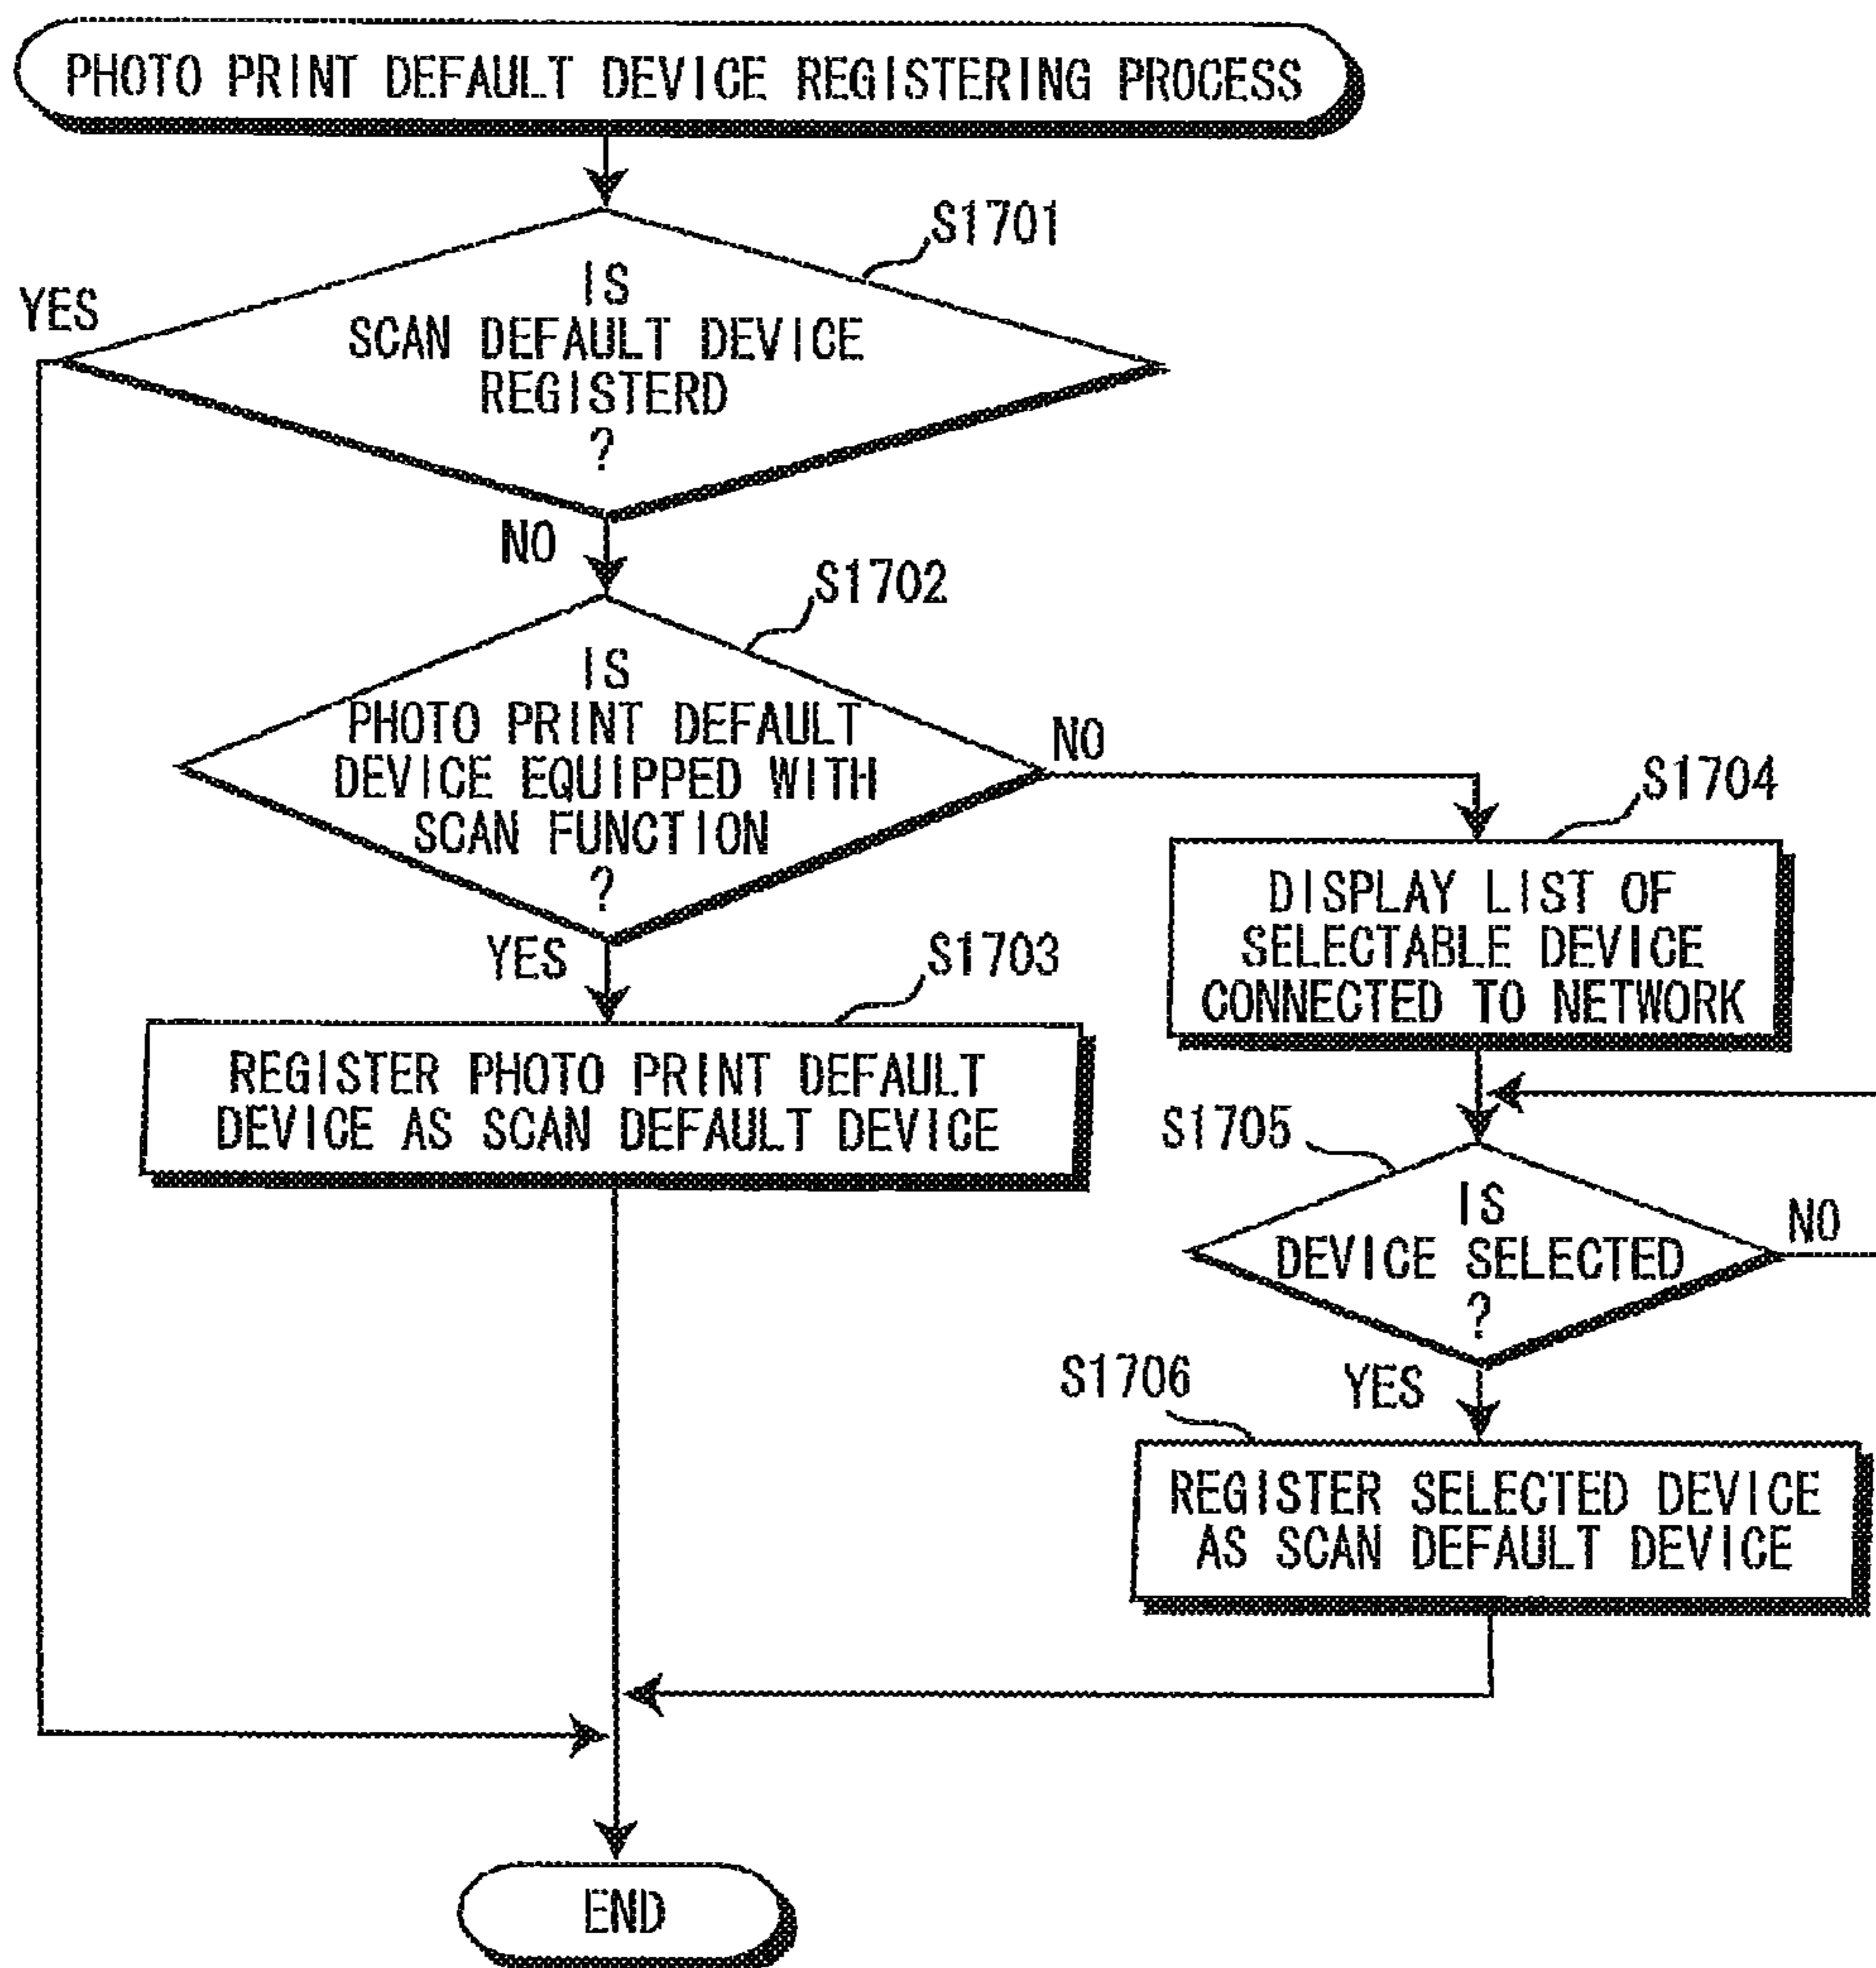 PHOTO PRINT DEFAULT DEVICE REGISTERING PROCESS
S1701
YES
IS
SCAN DEFAULT DEVICE
REGISTERD
?
NO
S1702
IS
PHOTO PRINT DEFAULT
DEVICE EQUIPPED WITH
SCAN FUNCTION
?
NO
YES
S1703
REGISTER PHOTO PRINT DEFAULT
DEVICE AS SCAN DEFAULT DEVICE
S1704
DISPLAY LIST OF
SELECTABLE DEVICE
CONNECTED TO NETWORK
S1705
IS
DEVICE SELECTED
?
NO
YES
S1706
REGISTER SELECTED DEVICE
AS SCAN DEFAULT DEVICE
END